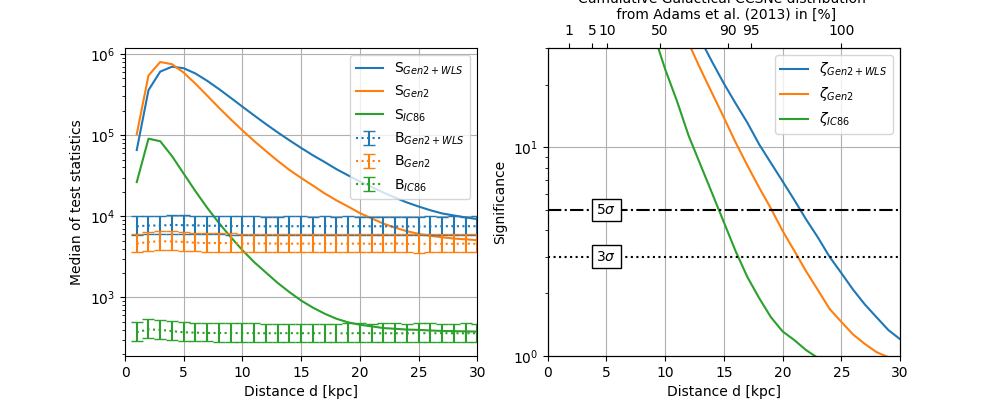 Cumulative Galactical CCSNe distribution
from Adams et al. (2013) in [%]
1 5 10 50 90 95 100
10⁶
10⁵
10⁴
10³
Median of test statistics
S_Gen2+WLS
S_Gen2
S_IC86
B_Gen2+WLS
B_Gen2
B_IC86
0 5 10 15 20 25 30
Distance d [kpc]
Significance
10¹
10⁰
5σ
3σ
ζ_Gen2+WLS
ζ_Gen2
ζ_IC86
0 5 10 15 20 25 30
Distance d [kpc]